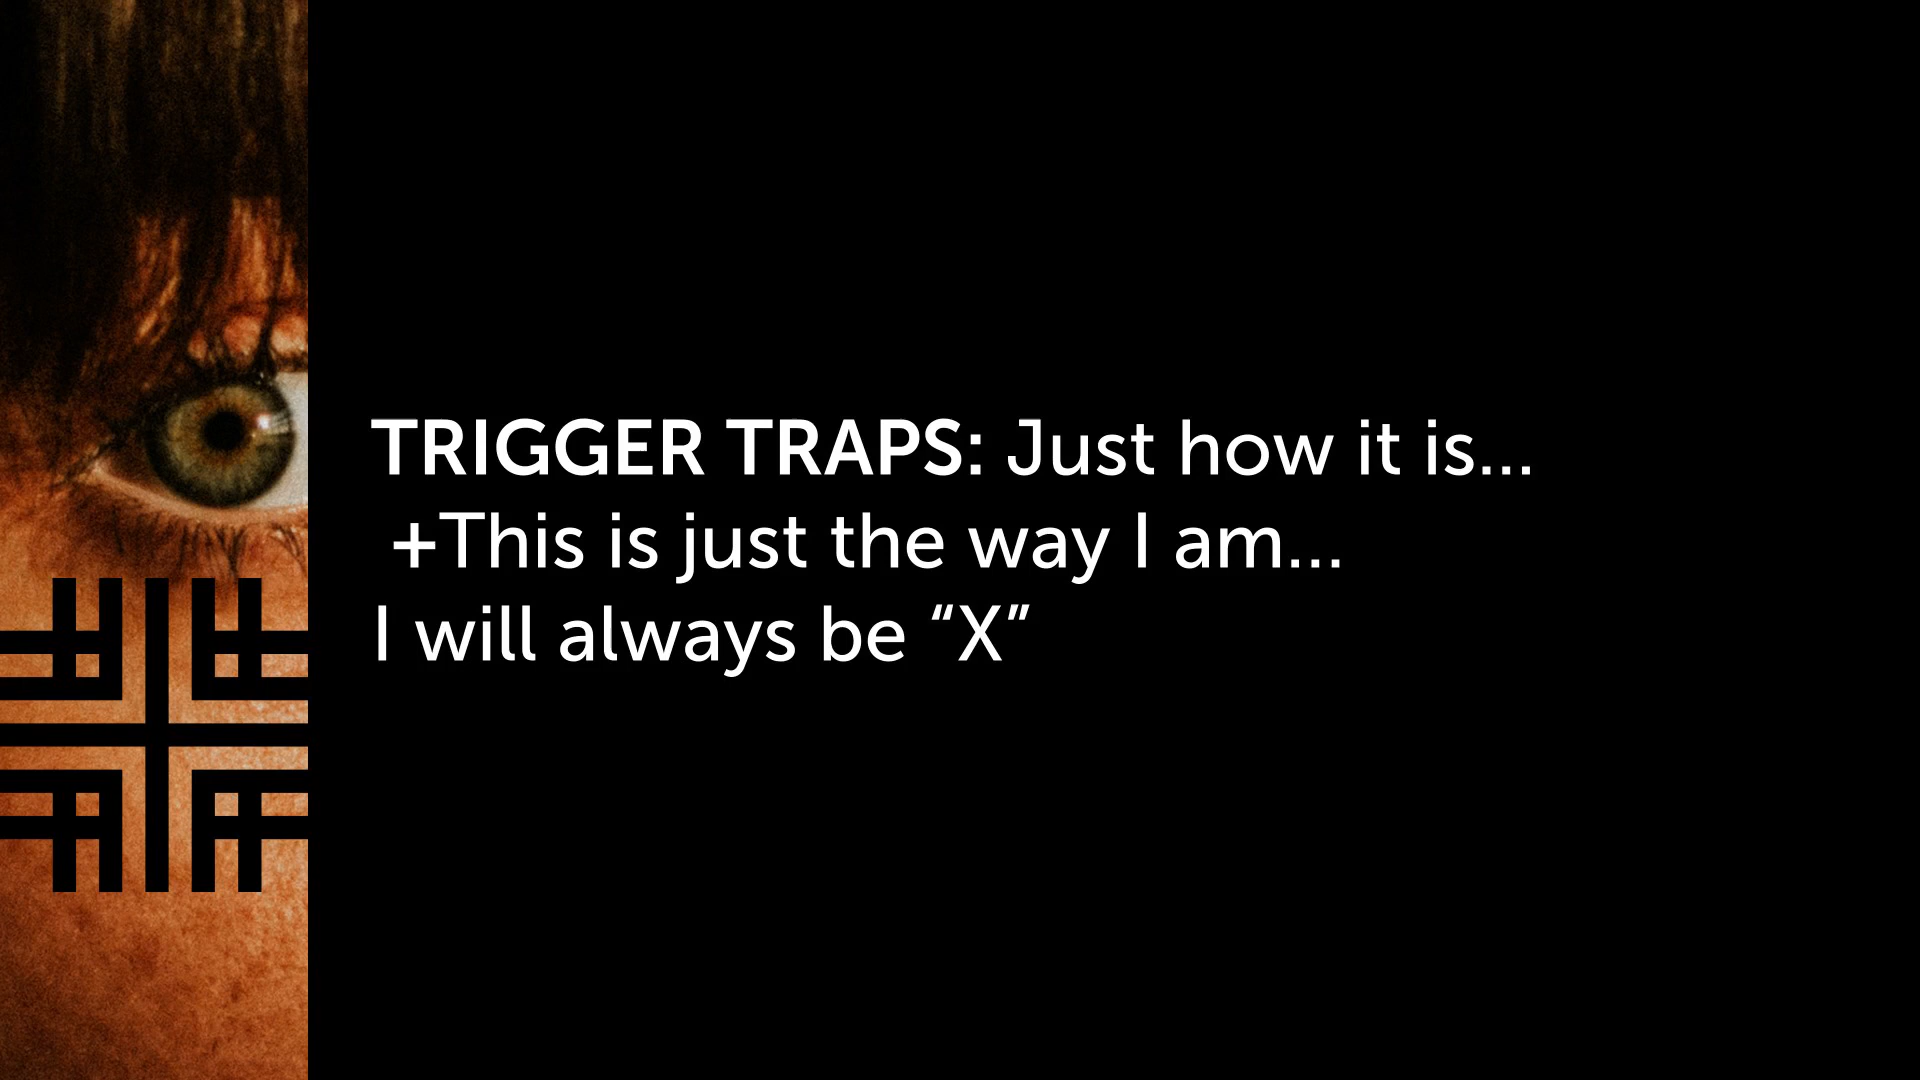 TRIGGER TRAPS: Just how it is...
+This is just the way I am...
I will always be “X”